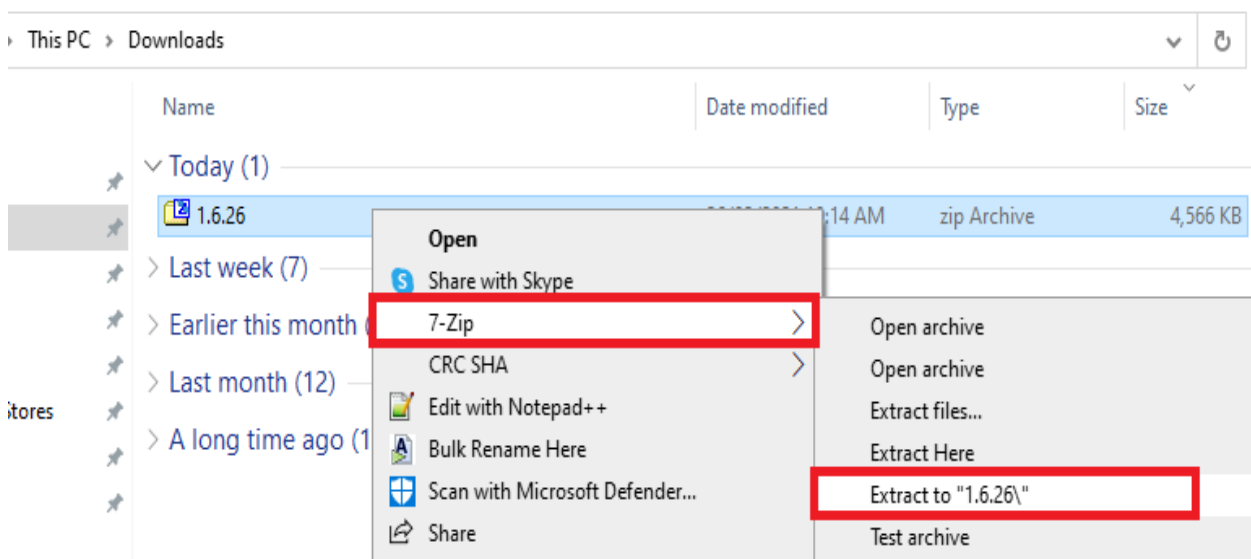 This PC > Downloads
Name Date modified Type Size
Today (1)
1.6.26 :14 AM zip Archive 4,566 KB
Open
Last week (7)
Share with Skype
Earlier this month
7-Zip
Open archive
CRC SHA
Open archive
Last month (12)
Stores
Edit with Notepad++
Extract files...
A long time ago (1
Bulk Rename Here
Extract Here
Scan with Microsoft Defender...
Extract to "1.6.26\"
Share
Test archive